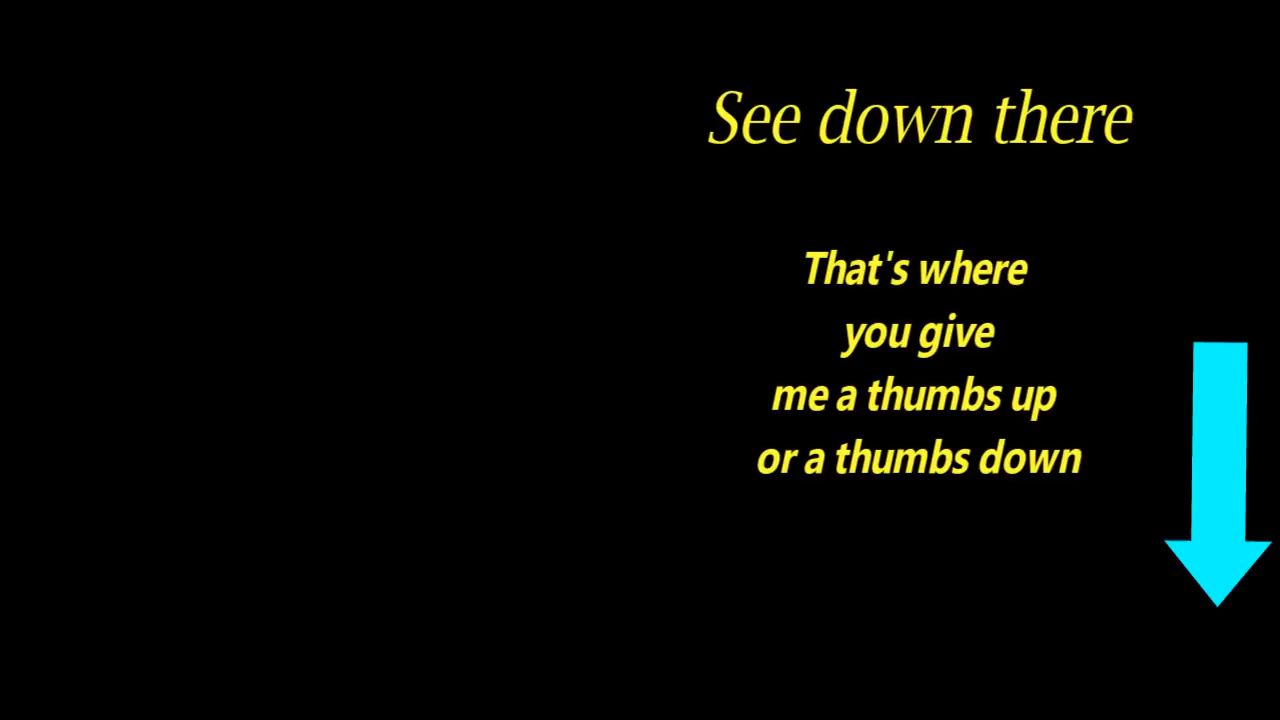 See down there
That's where
you give
me a thumbs up
or a thumbs down